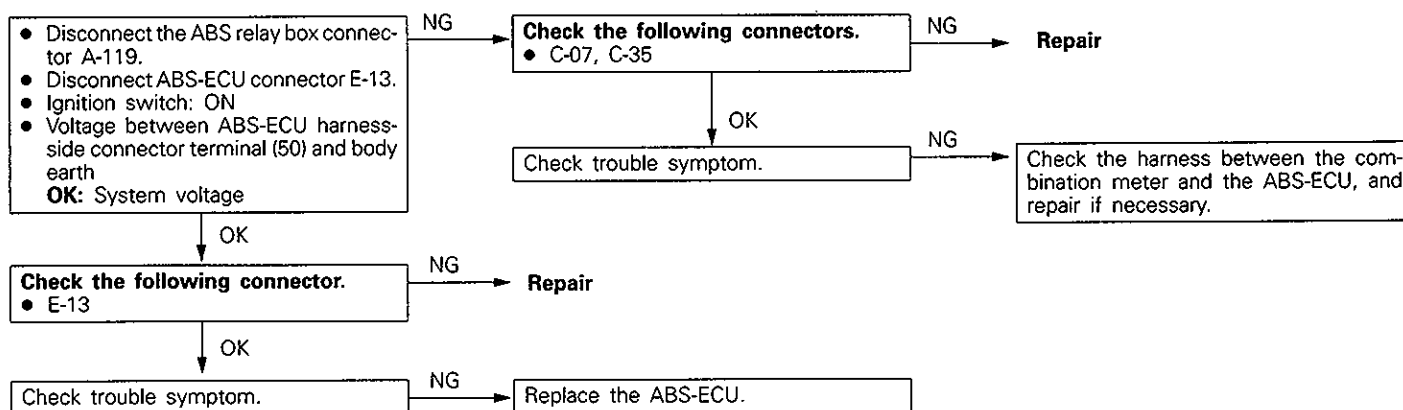 ● Disconnect the ABS relay box connec-
tor A-119.
● Disconnect ABS-ECU connector E-13.
● Ignition switch: ON
● Voltage between ABS-ECU harness-
side connector terminal (50) and body
earth
OK: System voltage
NG
Check the following connectors.
● C-07, C-35
NG
Repair
OK
Check trouble symptom.
NG
Check the harness between the com-
bination meter and the ABS-ECU, and
repair if necessary.
OK
Check the following connector.
● E-13
NG
Repair
OK
Check trouble symptom.
NG
Replace the ABS-ECU.